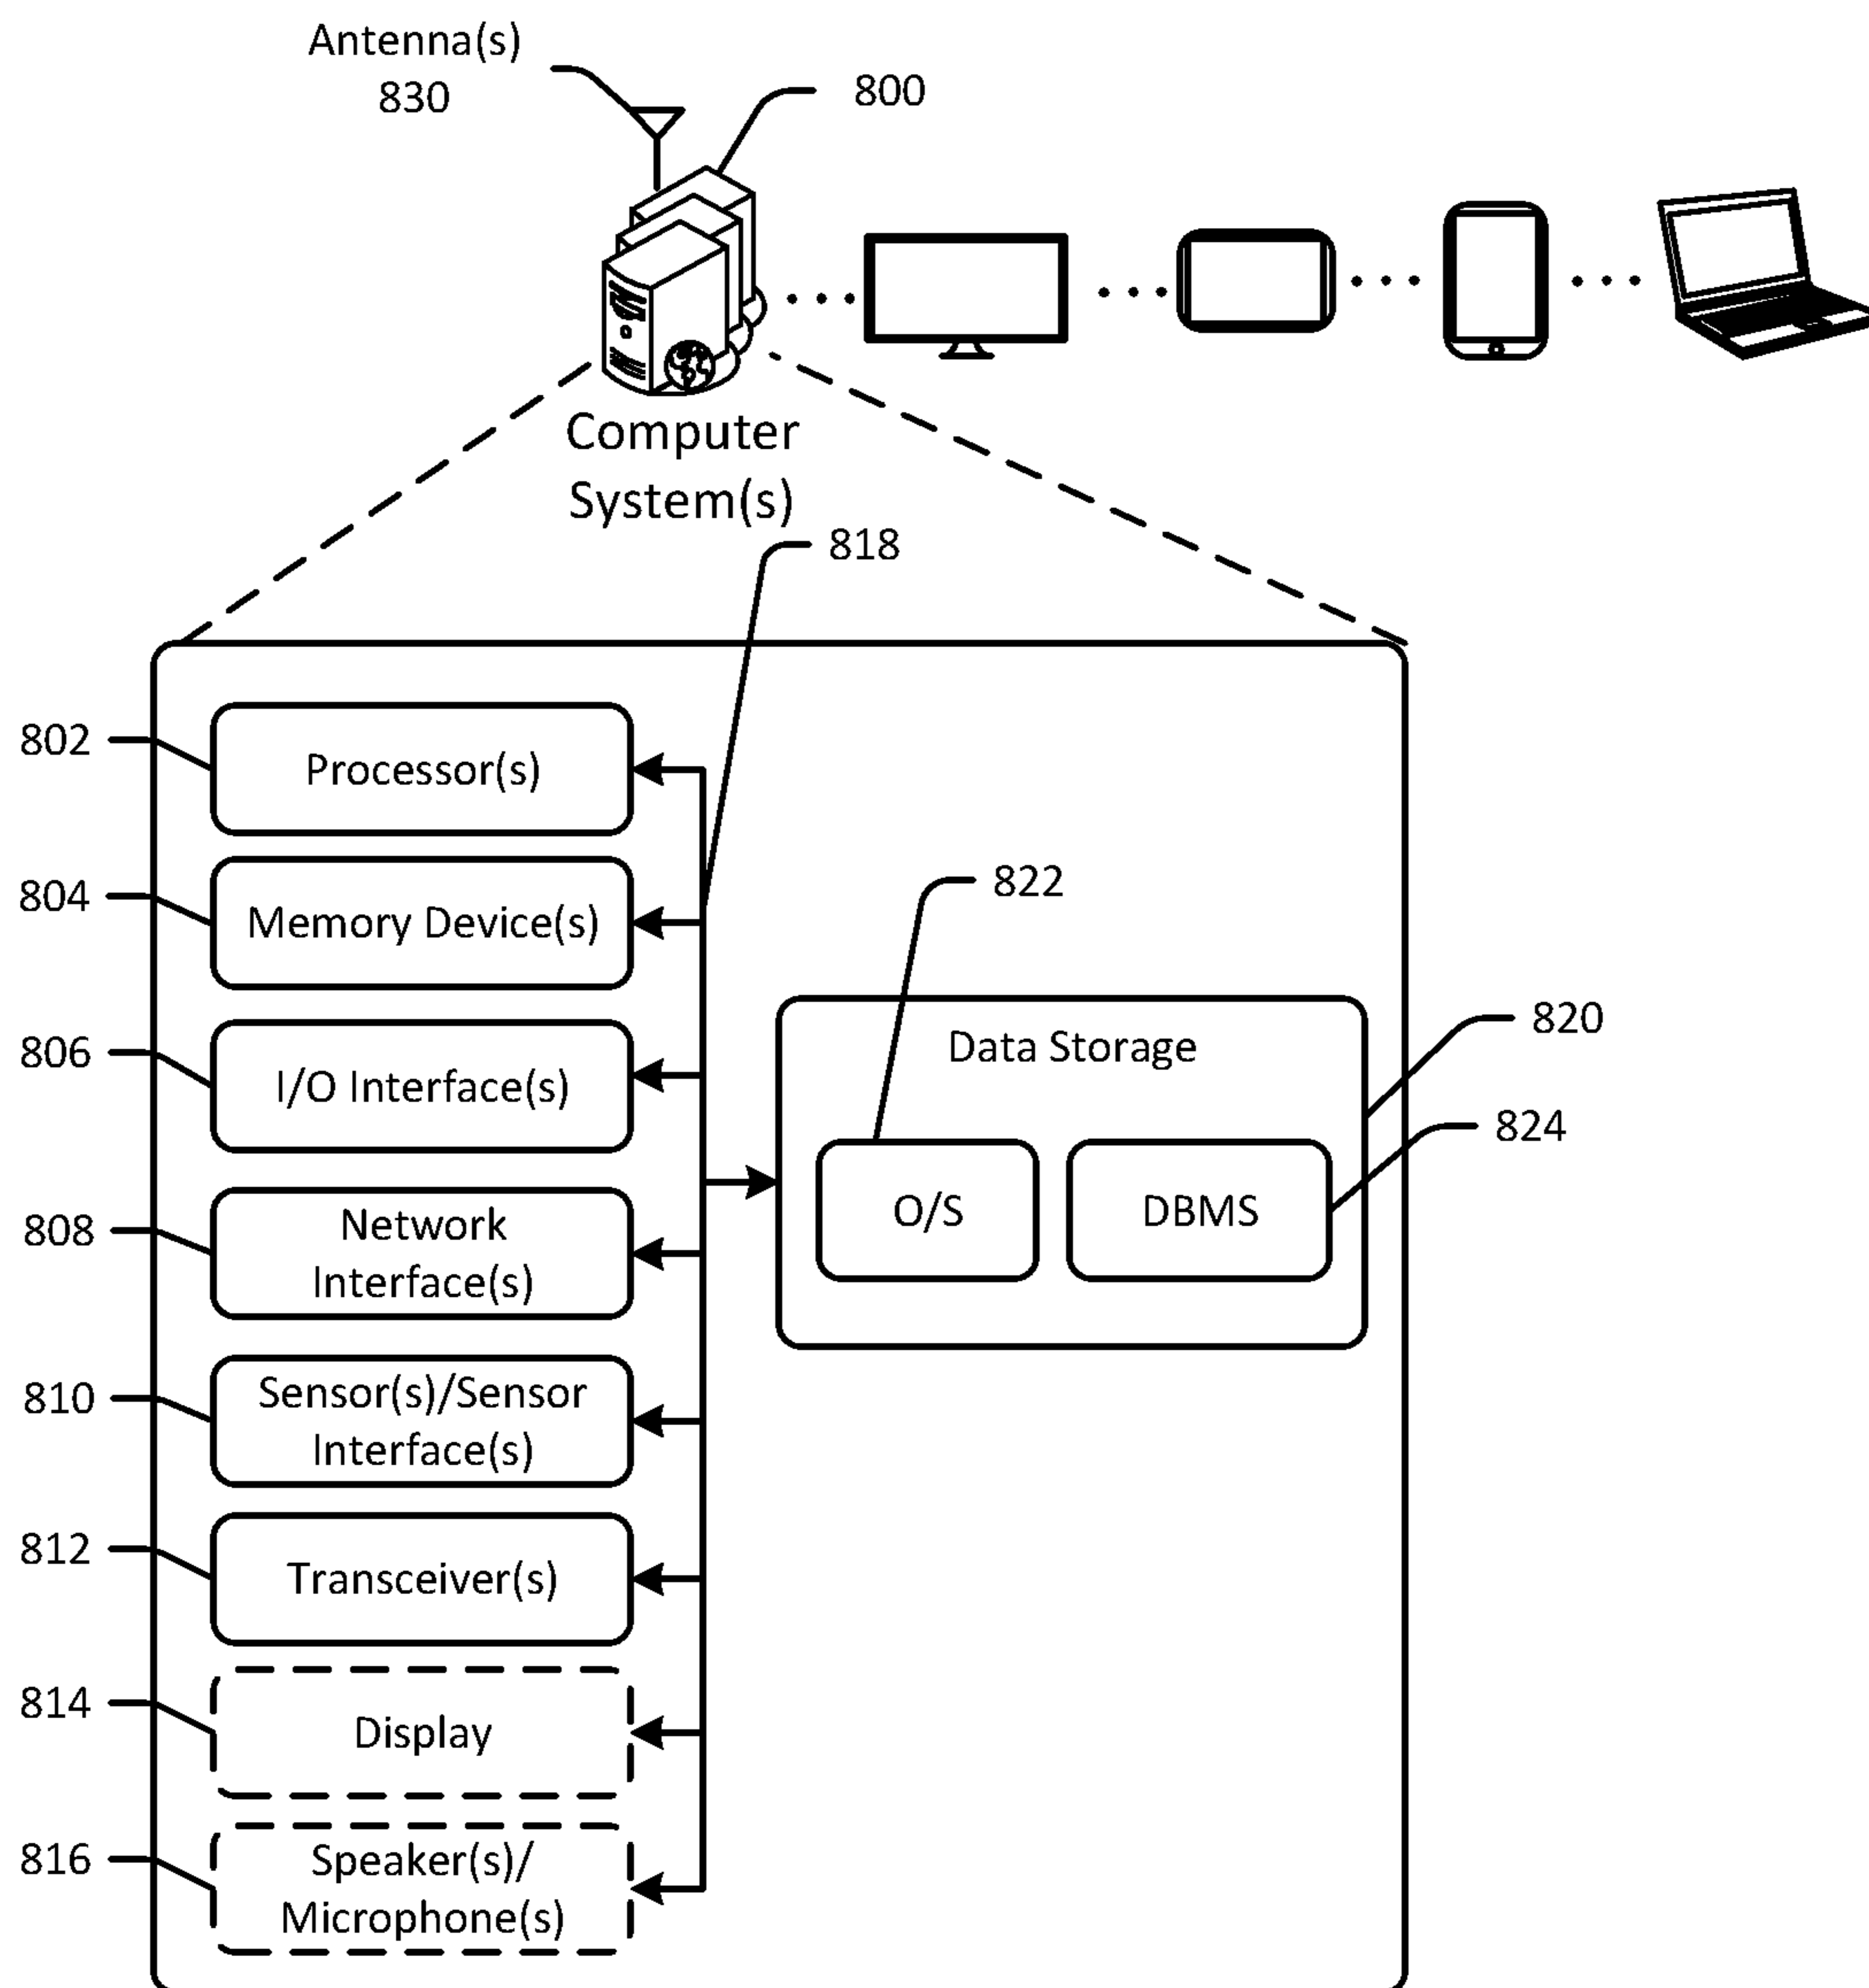 Antenna(s)
830
800
Computer
System(s)
818
802
Processor(s)
804
Memory Device(s)
806
I/O Interface(s)
808
Network
Interface(s)
810
Sensor(s)/Sensor
Interface(s)
812
Transceiver(s)
814
Display
816
Speaker(s)/
Microphone(s)
822
Data Storage
820
824
O/S
DBMS